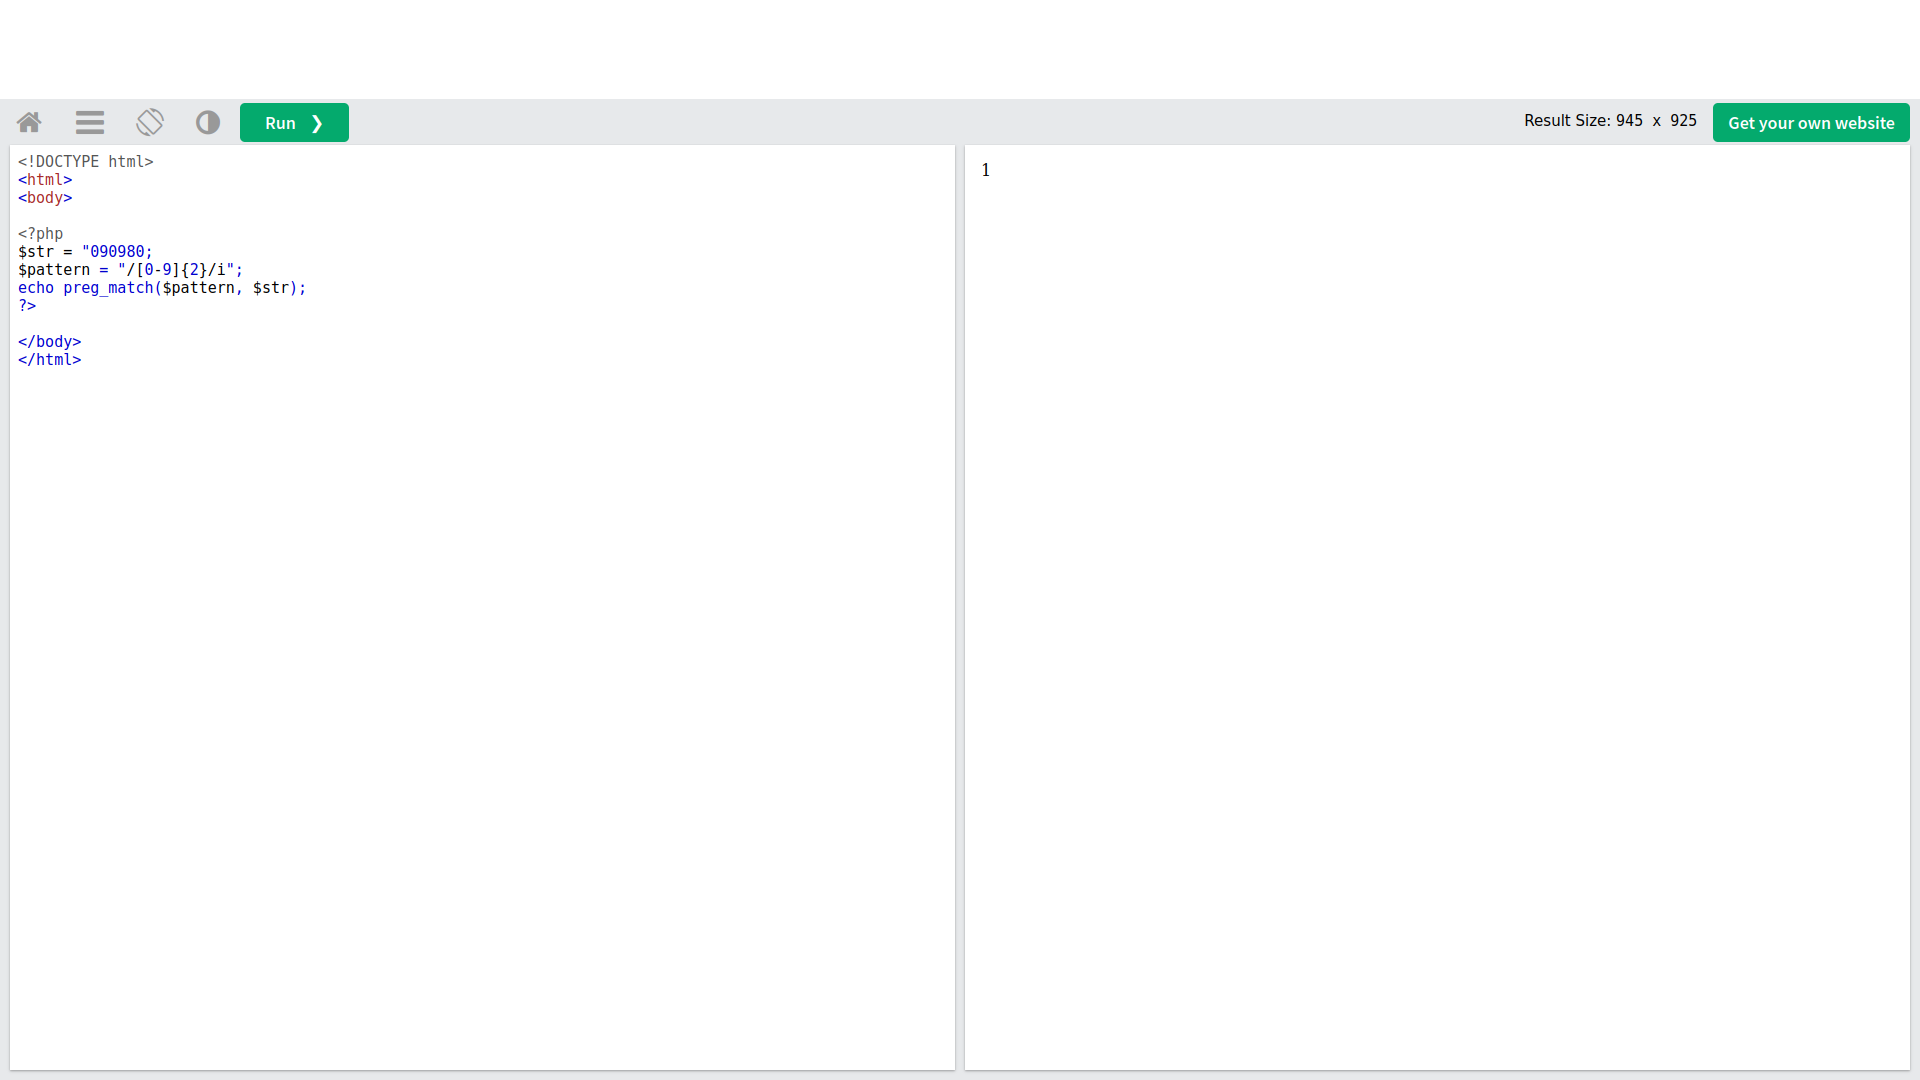 Run ❯
Result Size: 945 x 925
Get your own website
<!DOCTYPE html>
<html>
<body>
<?php
$str = "090980;
$pattern = "/[0-9]{2}/i";
echo preg_match($pattern, $str);
?>
</body>
</html>
1